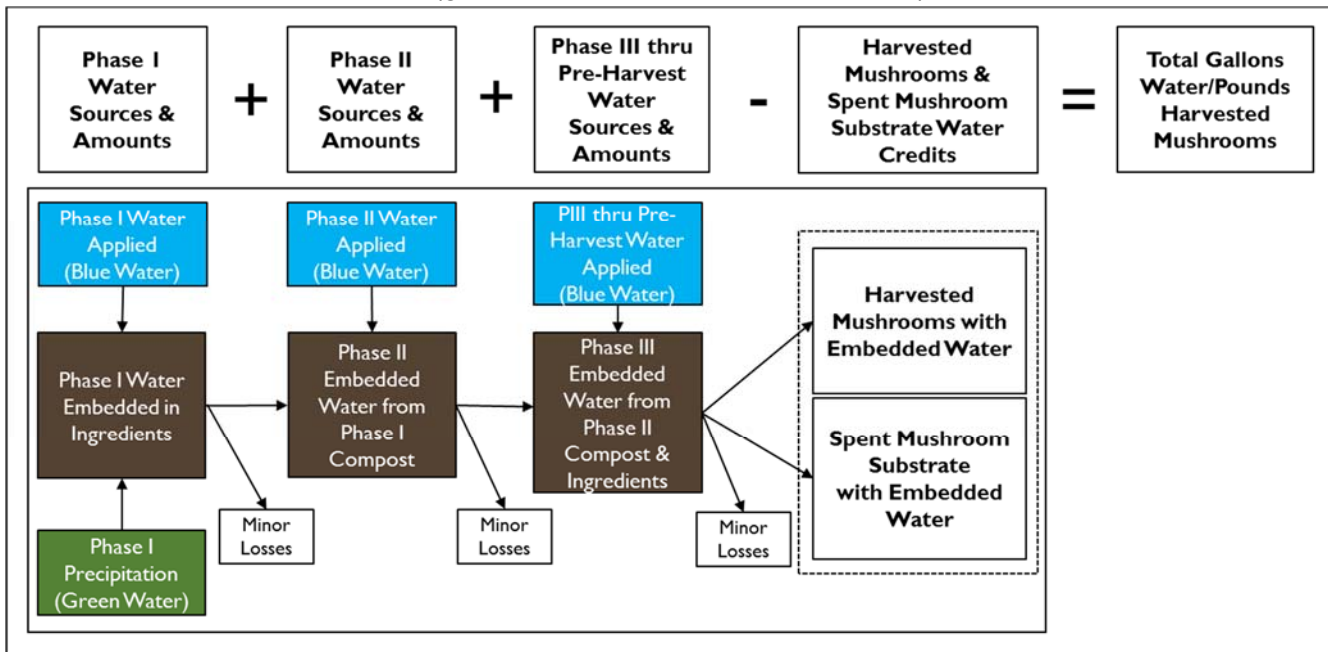 Phase I
Water
Sources &
Amounts
+
Phase II
Water
Sources &
Amounts
+
Phase III thru
Pre-Harvest
Water
Sources &
Amounts
-
Harvested
Mushrooms &
Spent Mushroom
Substrate Water
Credits
=
Total Gallons
Water/Pounds
Harvested
Mushrooms
Phase I Water
Applied
(Blue Water)
Phase II Water
Applied
(Blue Water)
PIII thru Pre-
Harvest Water
Applied
(Blue Water)
Phase I Water
Embedded in
Ingredients
Phase II
Embedded
Water from
Phase I
Compost
Phase III
Embedded
Water from
Phase II
Compost &
Ingredients
Harvested
Mushrooms with
Embedded Water
Spent Mushroom
Substrate
with Embedded
Water
Minor
Losses
Minor
Losses
Minor
Losses
Phase I
Precipitation
(Green Water)